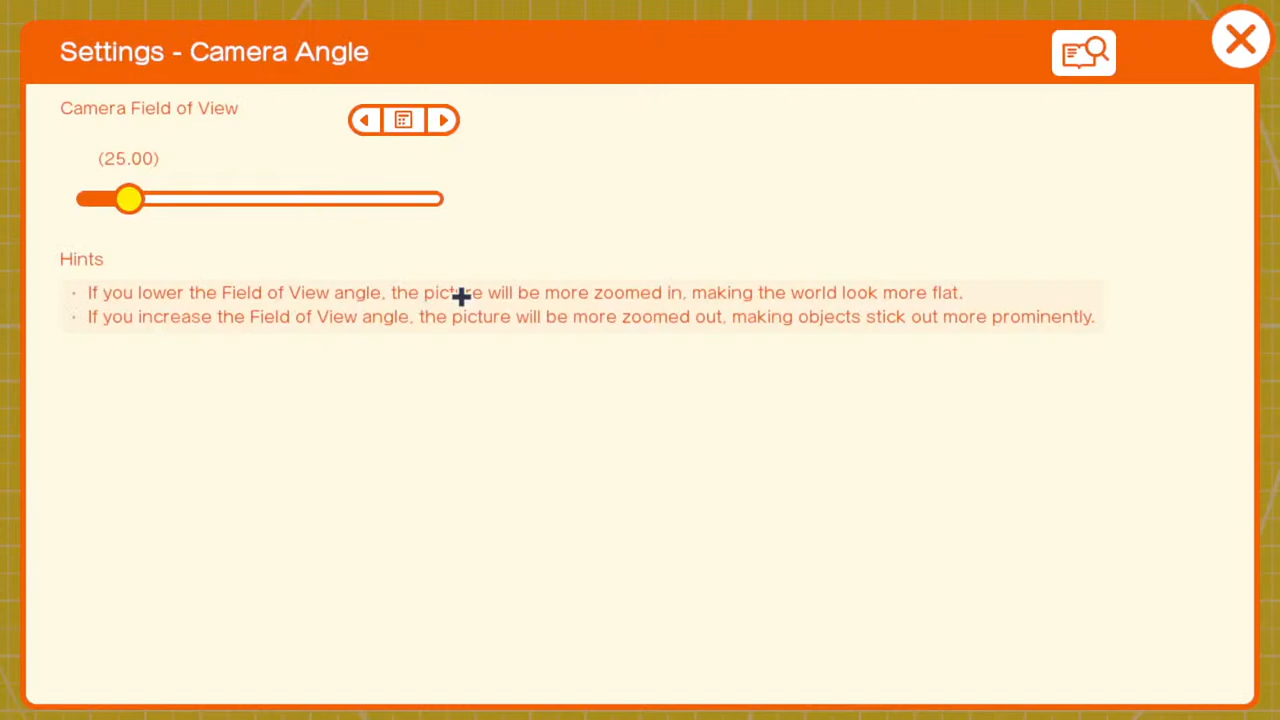 Settings - Camera Angle
Camera Field of View
(25.00)
Hints
· If you lower the Field of View angle, the picture will be more zoomed in, making the world look more flat.
· If you increase the Field of View angle, the picture will be more zoomed out, making objects stick out more prominently.